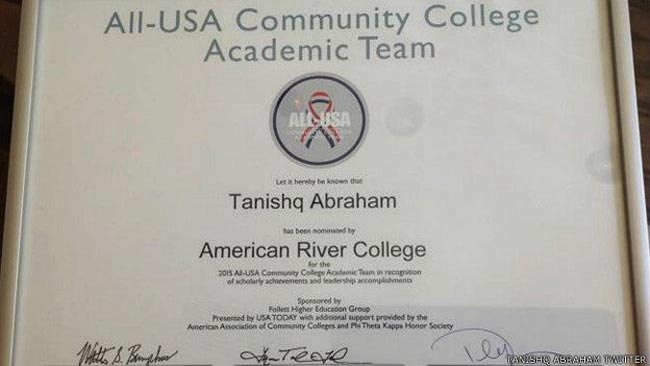 All-USA Community College
Academic Team
ALL-USA
Let it hereby be known that
Tanishq Abraham
has been nominated by
American River College
for the
2015 All-USA Community College Academic Team in recognition
of scholarly achievements and leadership accomplishments
Sponsored by
Follett Higher Education Group
Presented by USA TODAY with additional support provided by the
American Association of Community Colleges and Phi Theta Kappa Honor Society
TANISHQ ABRAHAM TWITTER